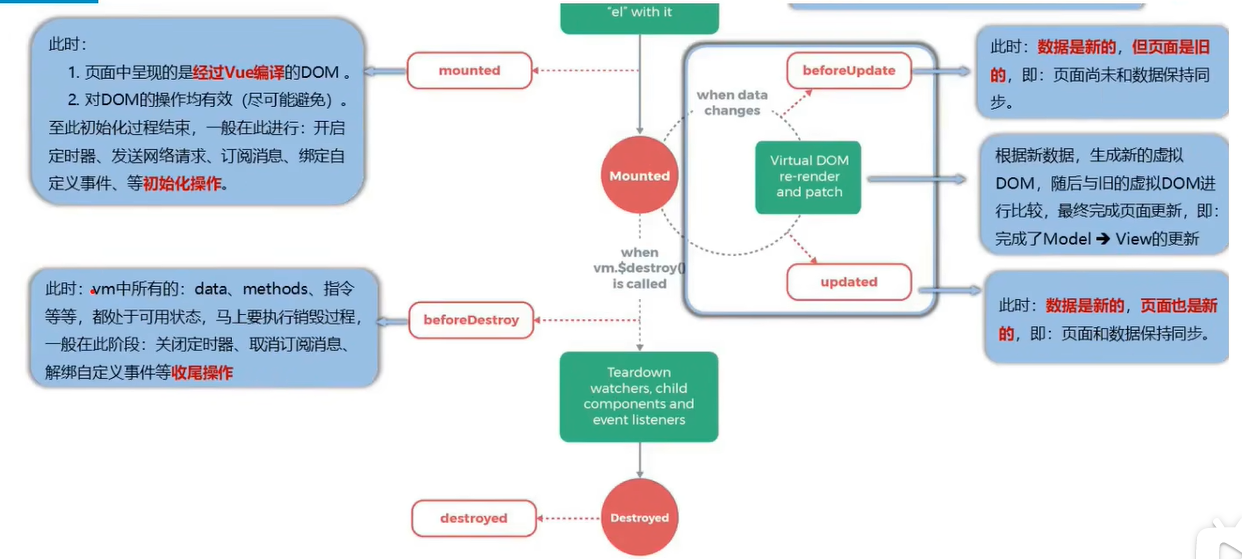 "el" with it
此时：
1. 页面中呈现的是经过Vue编译的DOM 。
2. 对DOM的操作均有效（尽可能避免）。
至此初始化过程结束，一般在此进行：开启
定时器、发送网络请求、订阅消息、绑定自
定义事件、等初始化操作。
mounted
beforeUpdate
此时：数据是新的，但页面是旧
的，即：页面尚未和数据保持同
步。
when data
changes
Mounted
Virtual DOM
re-render
and patch
根据新数据，生成新的虚拟
DOM，随后与旧的虚拟DOM进
行比较，最终完成页面更新，即：
完成了Model ➔ View的更新
when
vm.$destroy()
is called
updated
此时：数据是新的，页面也是新
的，即：页面和数据保持同步。
此时：vm中所有的：data、methods、指令
等等，都处于可用状态，马上要执行销毁过程，
一般在此阶段：关闭定时器、取消订阅消息、
解绑自定义事件等收尾操作
beforeDestroy
Teardown
watchers, child
components and
event listeners
destroyed
Destroyed